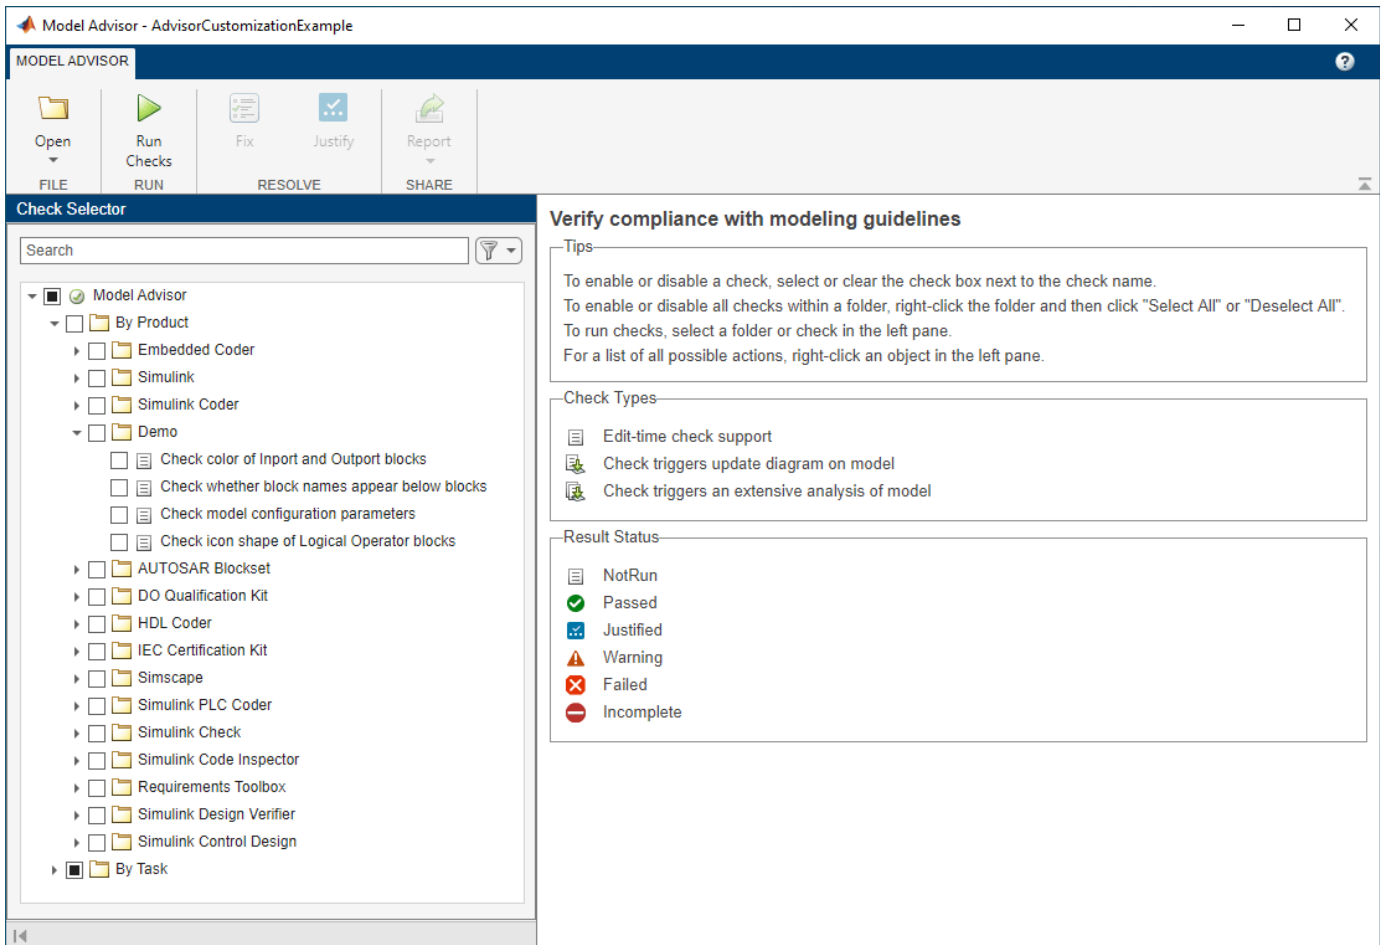 Model Advisor - AdvisorCustomizationExample
MODEL ADVISOR
?
Open
Run
Checks
Fix
Justify
Report
FILE
RUN
RESOLVE
SHARE
Check Selector
Search
Model Advisor
By Product
Embedded Coder
Simulink
Simulink Coder
Demo
Check color of Inport and Outport blocks
Check whether block names appear below blocks
Check model configuration parameters
Check icon shape of Logical Operator blocks
AUTOSAR Blockset
DO Qualification Kit
HDL Coder
IEC Certification Kit
Simscape
Simulink PLC Coder
Simulink Check
Simulink Code Inspector
Requirements Toolbox
Simulink Design Verifier
Simulink Control Design
By Task
Verify compliance with modeling guidelines
Tips
To enable or disable a check, select or clear the check box next to the check name.
To enable or disable all checks within a folder, right-click the folder and then click "Select All" or "Deselect All".
To run checks, select a folder or check in the left pane.
For a list of all possible actions, right-click an object in the left pane.
Check Types
Edit-time check support
Check triggers update diagram on model
Check triggers an extensive analysis of model
Result Status
NotRun
Passed
Justified
Warning
Failed
Incomplete